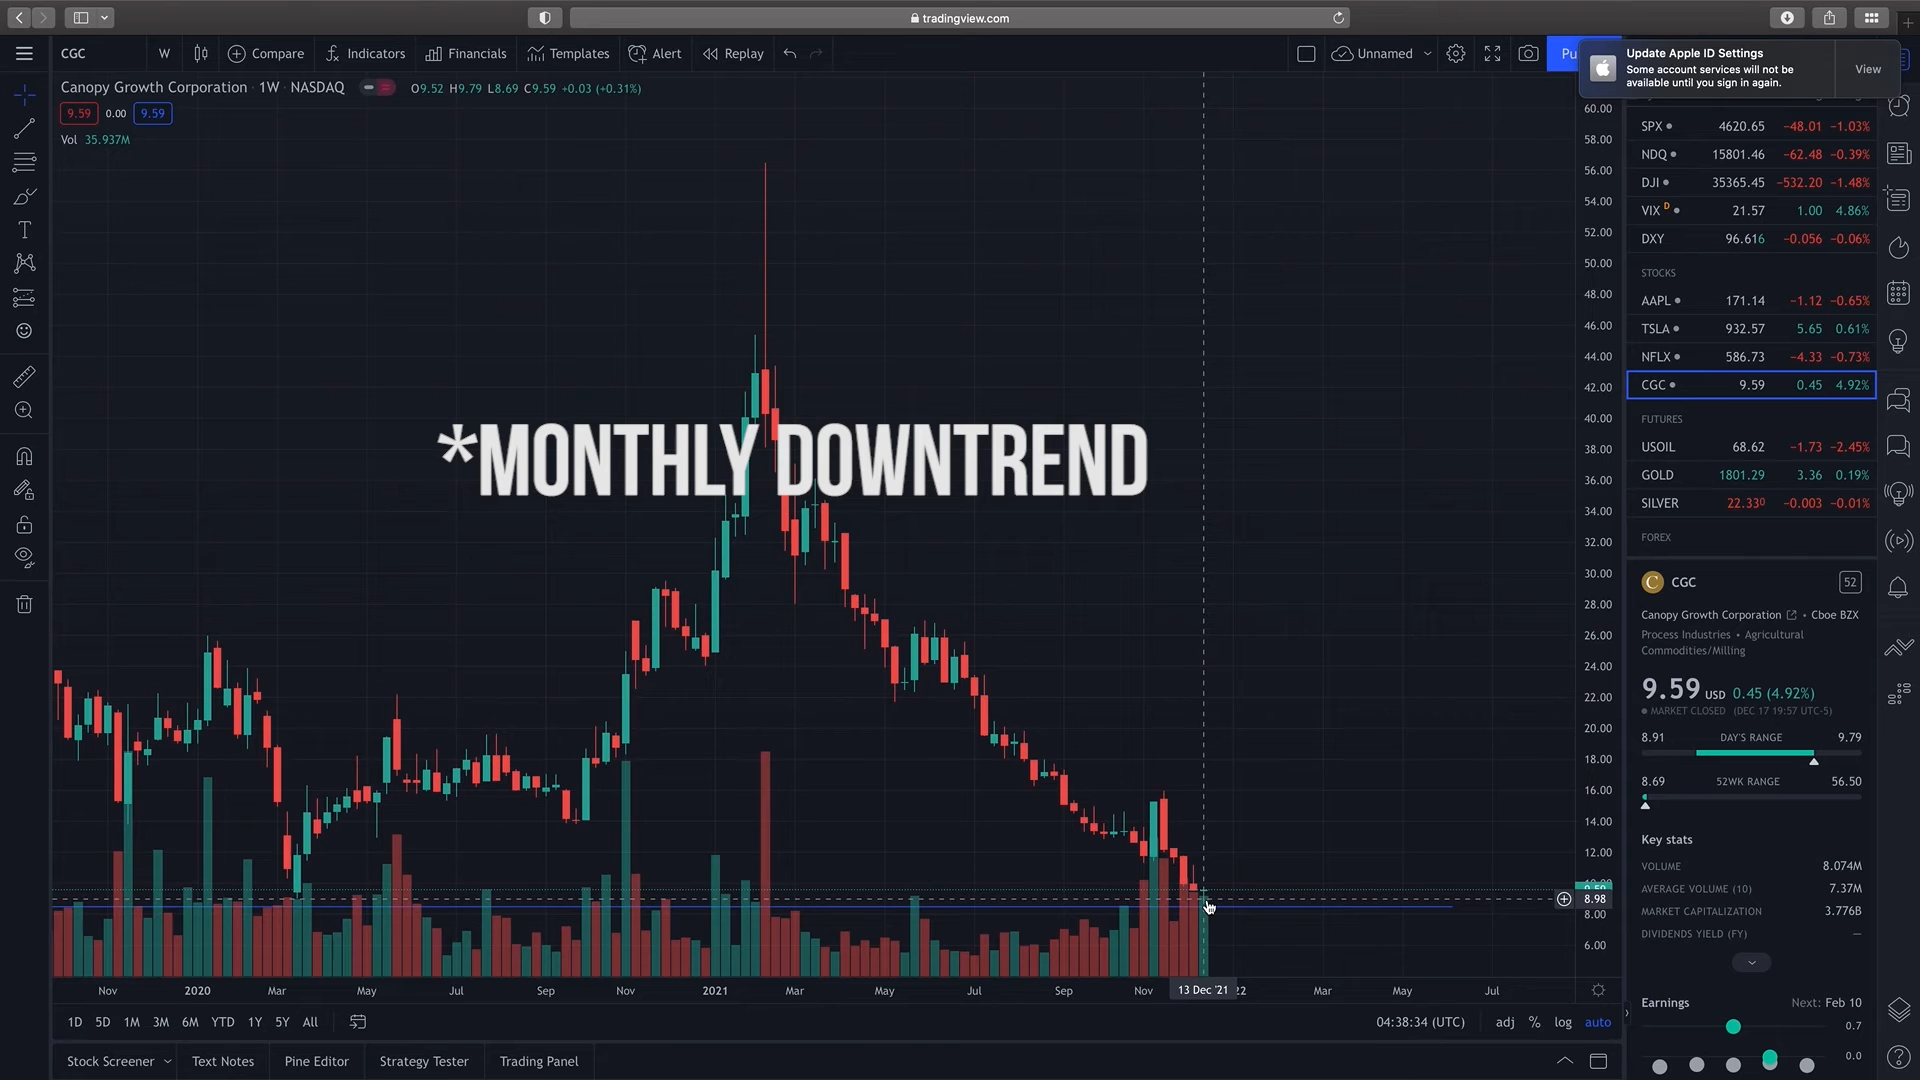 tradingview.com
CGC
W
Compare
Indicators
Financials
Templates
Alert
Replay
Unnamed
Pu
Update Apple ID Settings
Some account services will not be
available until you sign in again.
View
Canopy Growth Corporation · 1W · NASDAQ
O9.52 H9.79 L8.69 C9.59 +0.03 (+0.31%)
9.59 0.00 9.59
Vol 35.937M
*MONTHLY DOWNTREND
60.00
58.00
56.00
54.00
52.00
50.00
48.00
46.00
44.00
42.00
40.00
38.00
36.00
34.00
32.00
30.00
28.00
26.00
24.00
22.00
20.00
18.00
16.00
14.00
12.00
8.98
8.00
6.00
Nov 2020 Mar May Jul Sep Nov 2021 Mar May Jul Sep Nov 13 Dec '21 22 Mar May Jul
1D 5D 1M 3M 6M YTD 1Y 5Y All
04:38:34 (UTC) adj % log auto
Stock Screener
Text Notes
Pine Editor
Strategy Tester
Trading Panel
SPX 4620.65 −48.01 −1.03%
NDQ 15801.46 −62.48 −0.39%
DJI 35365.45 −532.20 −1.48%
VIX D 21.57 1.00 4.86%
DXY 96.616 −0.056 −0.06%
STOCKS
AAPL 171.14 −1.12 −0.65%
TSLA 932.57 5.65 0.61%
NFLX 586.73 −4.33 −0.73%
CGC 9.59 0.45 4.92%
FUTURES
USOIL 68.62 −1.73 −2.45%
GOLD 1801.29 3.36 0.19%
SILVER 22.330 −0.003 −0.01%
FOREX
C CGC 52
Canopy Growth Corporation • Cboe BZX
Process Industries • Agricultural
Commodities/Milling
9.59 USD 0.45 (4.92%)
MARKET CLOSED (DEC 17 19:57 UTC-5)
8.91 DAY'S RANGE 9.79
8.69 52WK RANGE 56.50
Key stats
VOLUME 8.074M
AVERAGE VOLUME (10) 7.37M
MARKET CAPITALIZATION 3.776B
DIVIDENDS YIELD (FY) —
Earnings Next: Feb 10
0.7
0.0